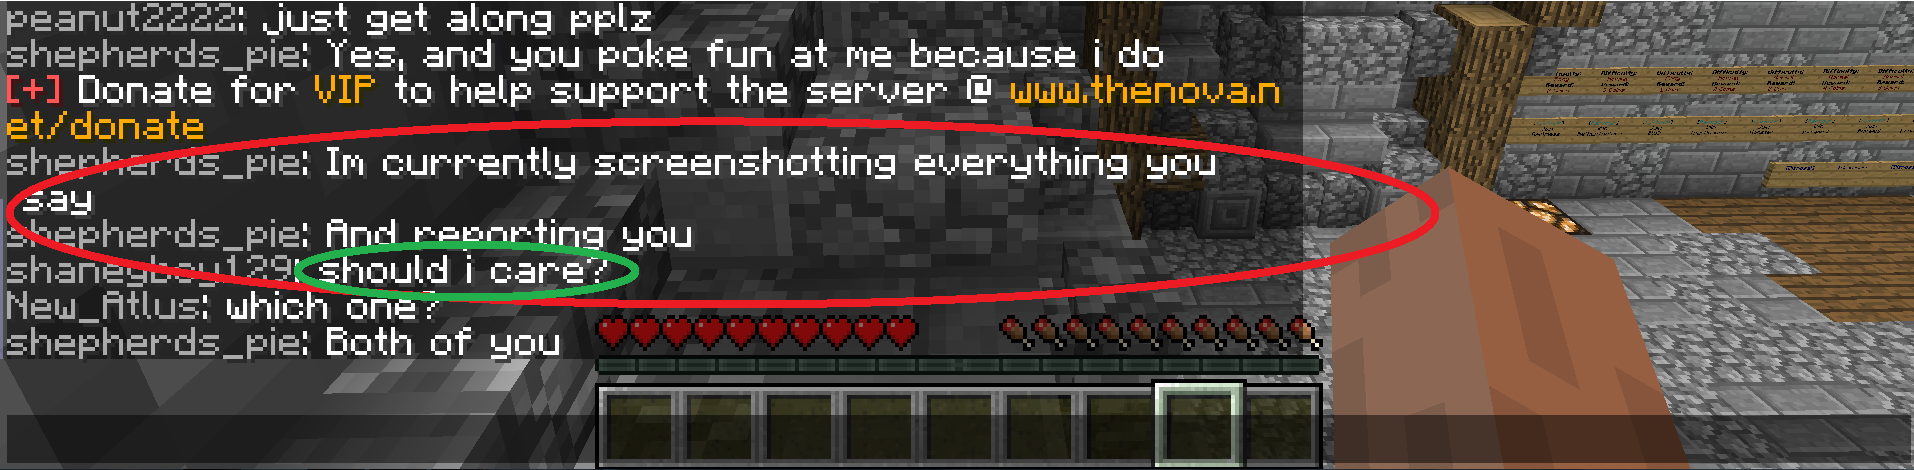 peanut2222: just get along pplz
shepherds_pie: Yes, and you poke fun at me because i do
[+] Donate for VIP to help support the server @ www.thenova.n
et/donate
shepherds_pie: Im currently screenshotting everything you
say
shepherds_pie: And reporting you
shaneyboy129: should i care?
New_Atlus: which one?
shepherds_pie: Both of you